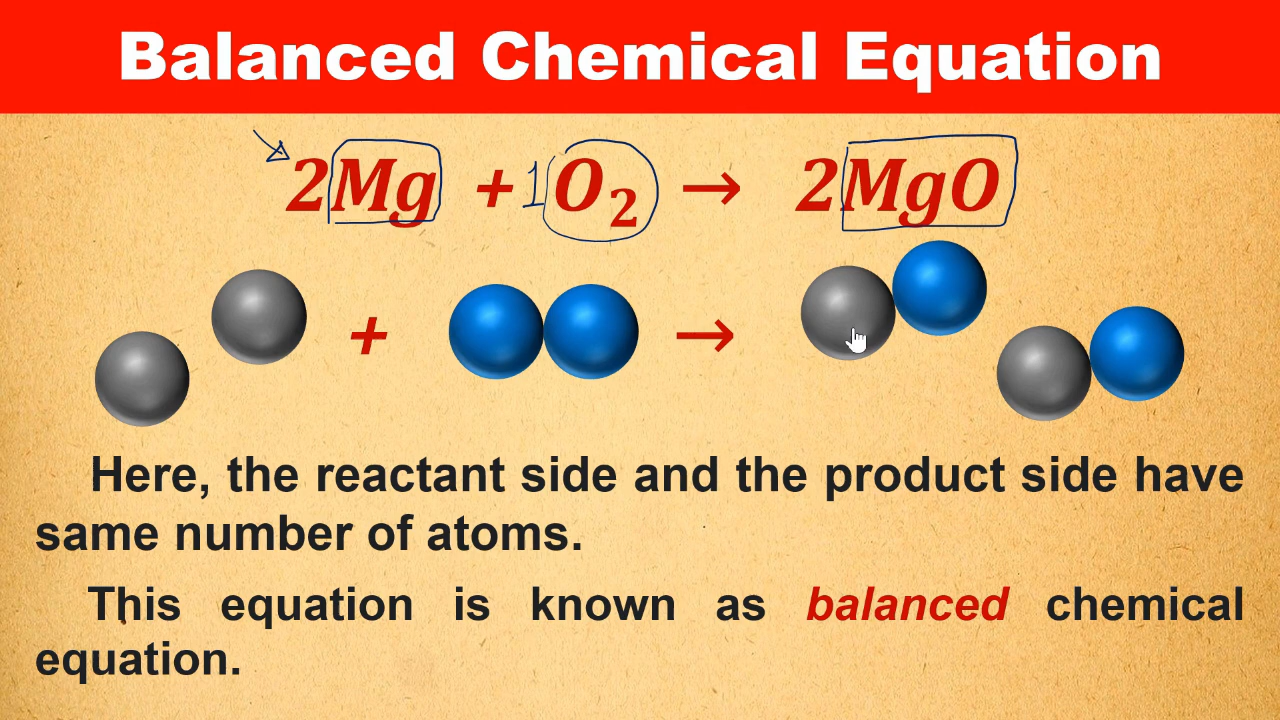 Balanced Chemical Equation
2Mg + 1O₂ → 2MgO
+ →
Here, the reactant side and the product side have
same number of atoms.
This equation is known as balanced chemical
equation.